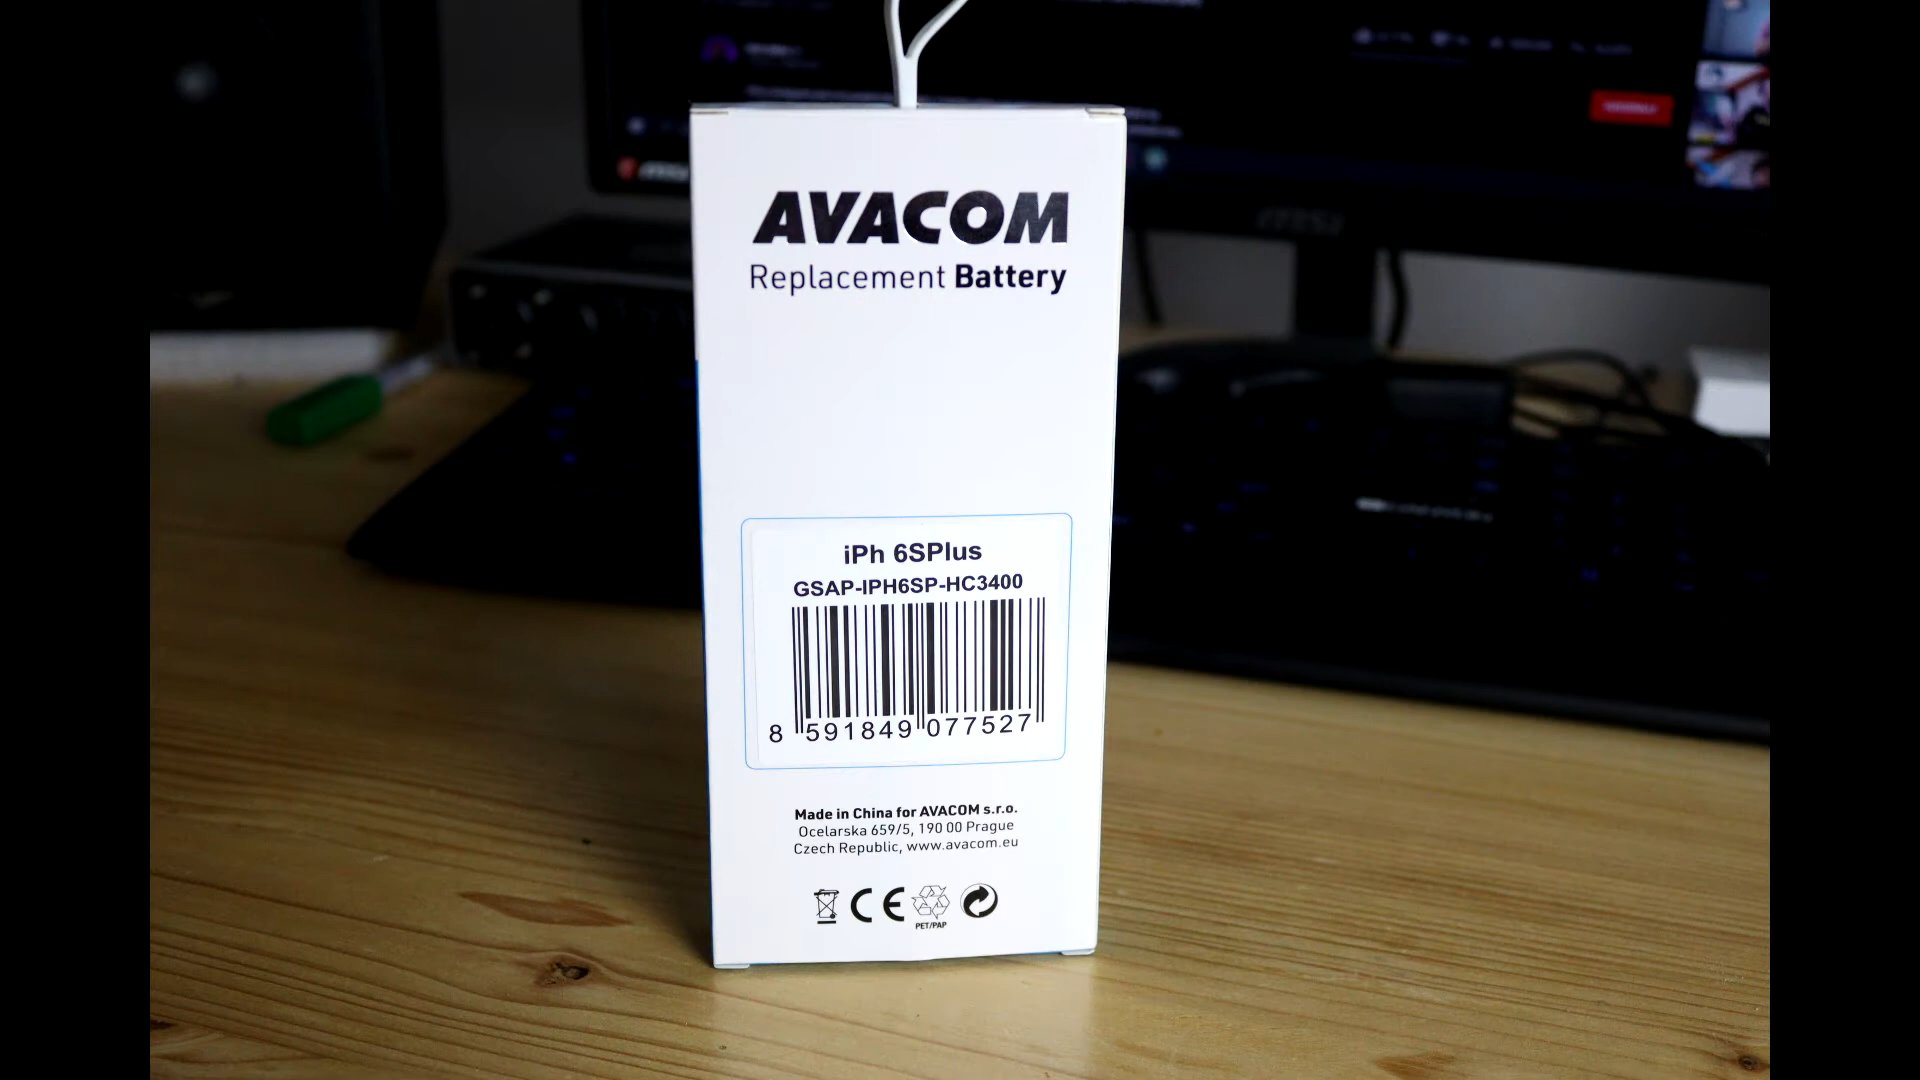 AVACOM
Replacement Battery
iPh 6SPlus
GSAP-IPH6SP-HC3400
8 591849 077527
Made in China for AVACOM s.r.o.
Ocelarska 659/5, 190 00 Prague
Czech Republic, www.avacom.eu
CE
PET/PAP
msi